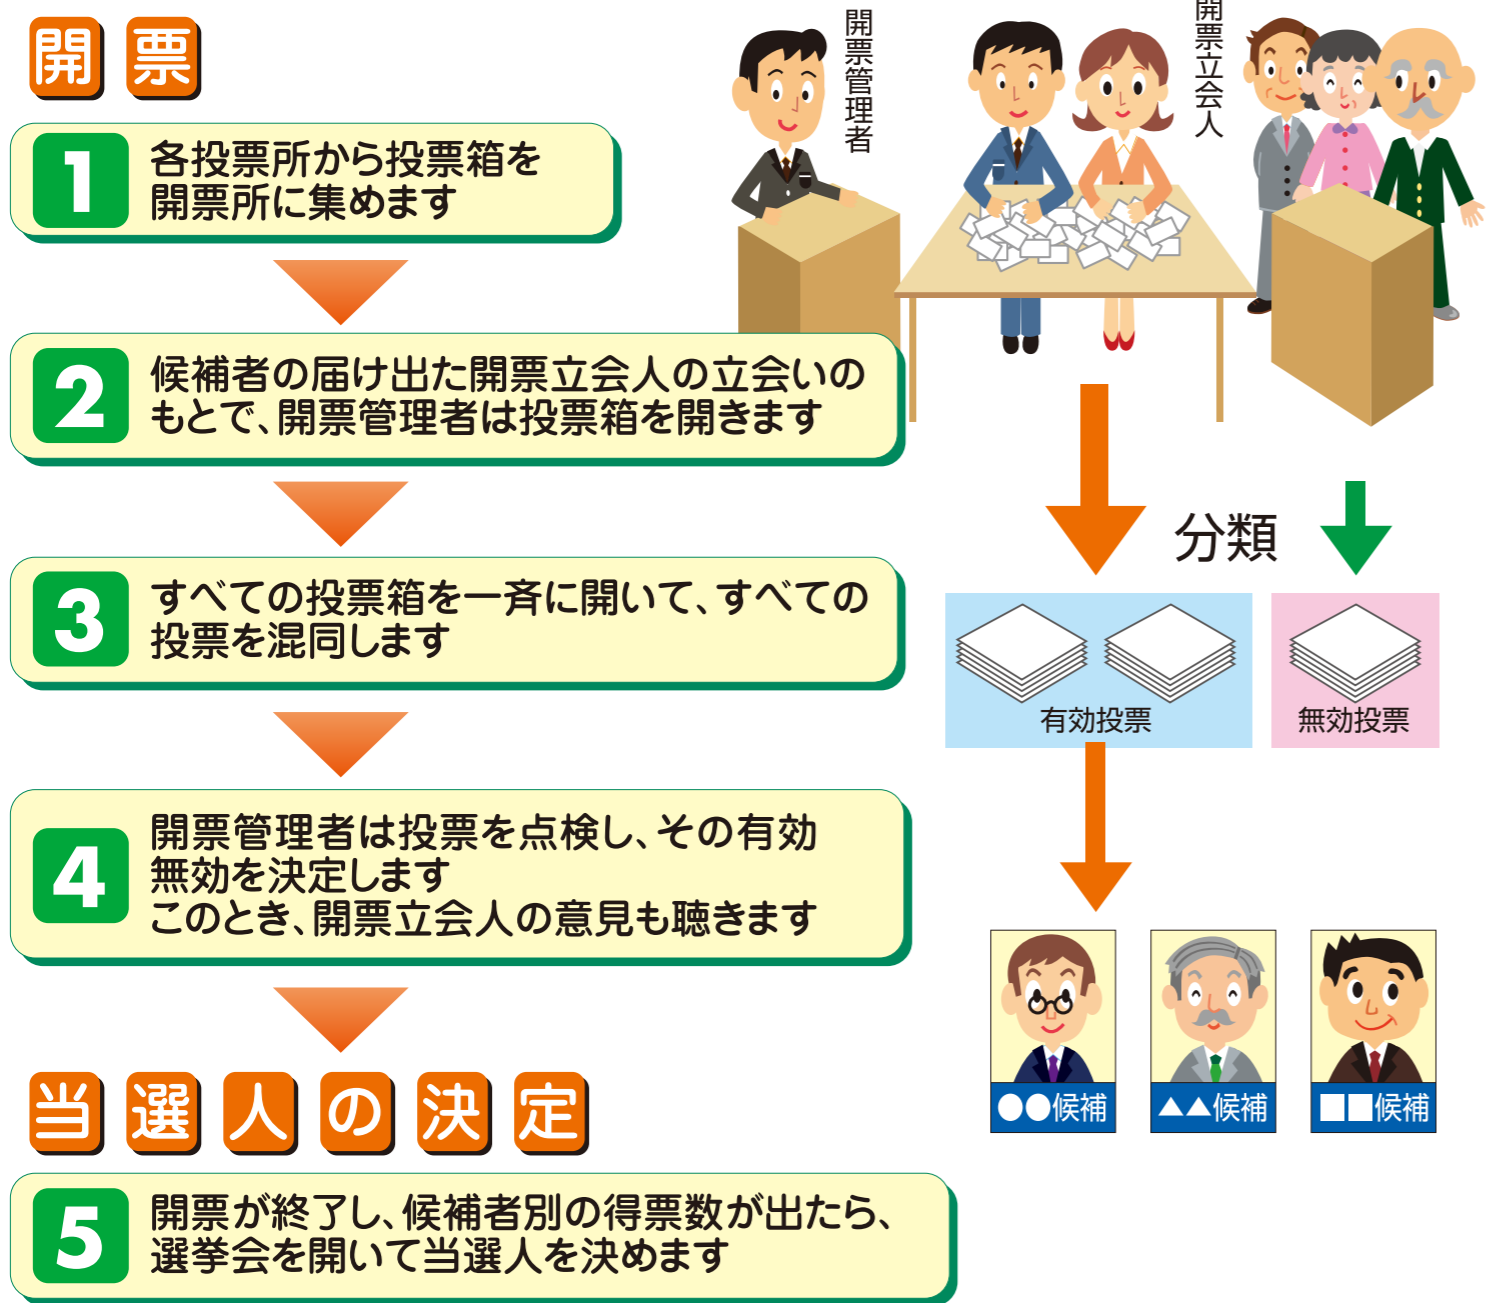 開票
1
各投票所から投票箱を
開票所に集めます
2
候補者の届け出た開票立会人の立会いの
もとで、開票管理者は投票箱を開きます
3
すべての投票箱を一斉に開いて、すべての
投票を混同します
4
開票管理者は投票を点検し、その有効
無効を決定します
このとき、開票立会人の意見も聴きます
当選人の決定
5
開票が終了し、候補者別の得票数が出たら、
選挙会を開いて当選人を決めます
開票管理者
開票立会人
分類
有効投票
無効投票
●●候補
▲▲候補
■■候補